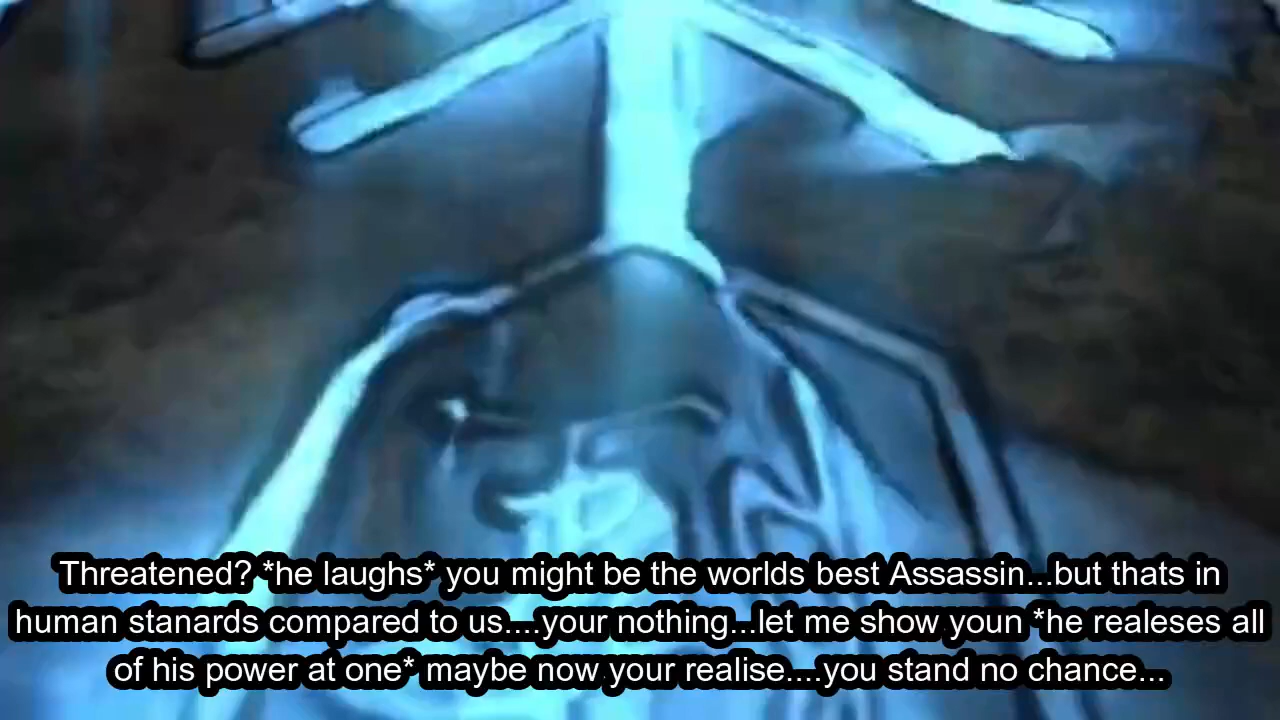 Threatened? *he laughs* you might be the worlds best Assassin...but thats in
human stanards compared to us....your nothing...let me show youn *he realeses all
of his power at one* maybe now your realise....you stand no chance...